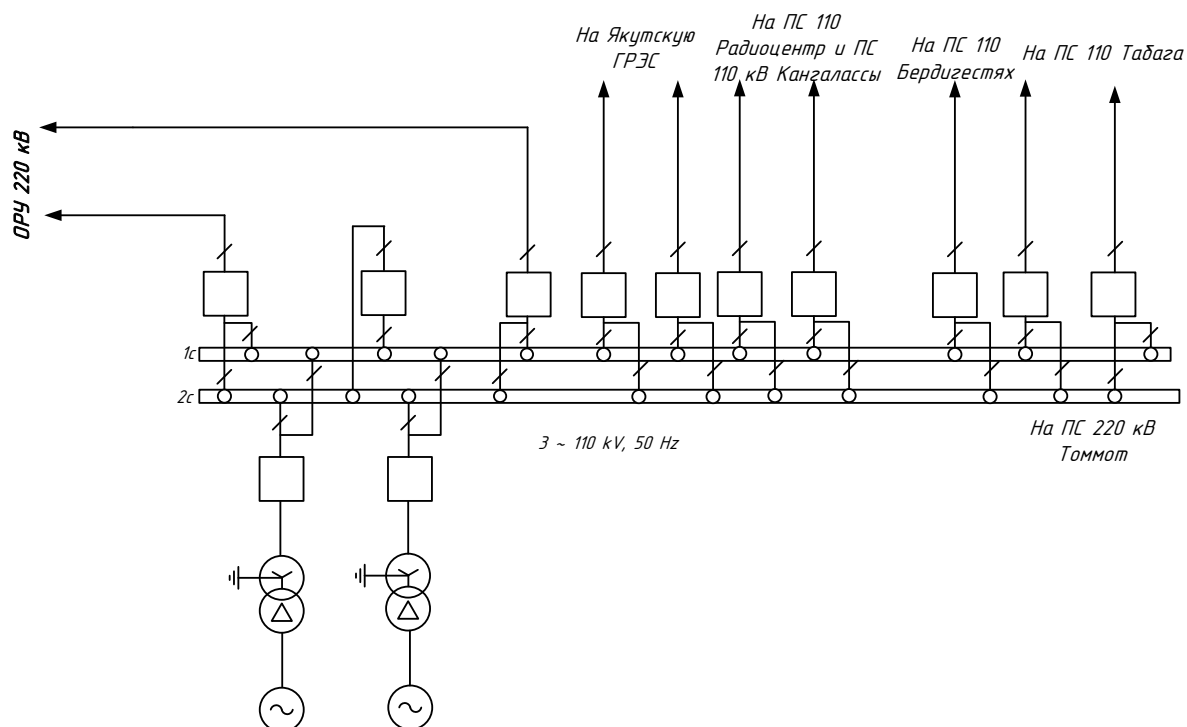 На Якутскую
ГРЭС
На ПС 110
Радиоцентр и ПС
110 кВ Кангалассы
На ПС 110
Бердигестях
На ПС 110 Табага
ОРУ 220 кВ
1с
2с
3 ~ 110 kV, 50 Hz
На ПС 220 кВ
Томмот